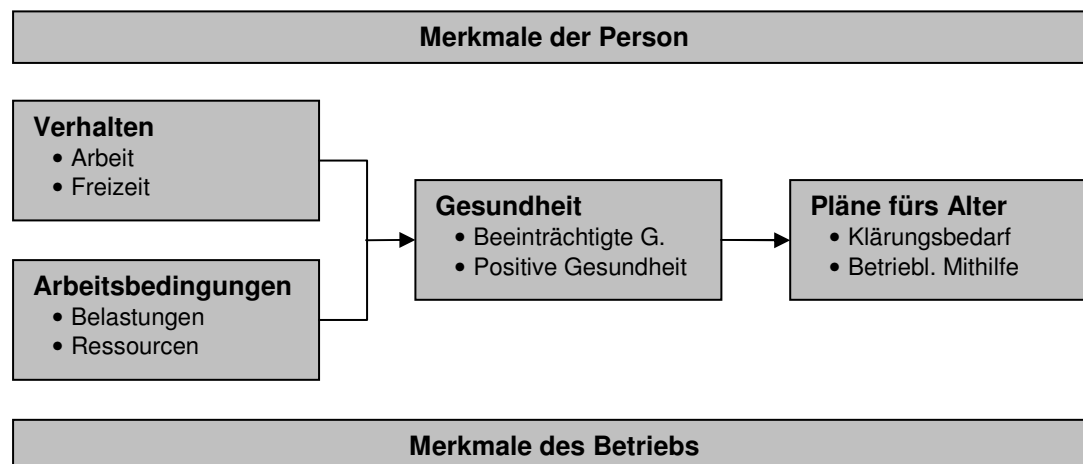 Merkmale der Person
Verhalten
• Arbeit
• Freizeit
Arbeitsbedingungen
• Belastungen
• Ressourcen
Gesundheit
• Beeinträchtigte G.
• Positive Gesundheit
Pläne fürs Alter
• Klärungsbedarf
• Betriebl. Mithilfe
Merkmale des Betriebs